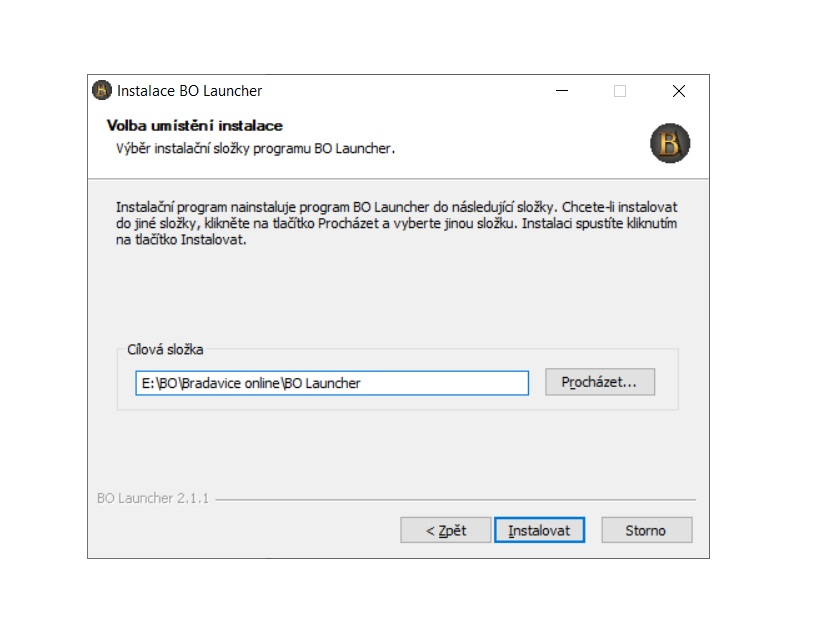 Instalace BO Launcher
Volba umístění instalace
Výběr instalační složky programu BO Launcher.
B
Instalační program nainstaluje program BO Launcher do následující složky. Chcete-li instalovat
do jiné složky, klikněte na tlačítko Procházet a vyberte jinou složku. Instalaci spustíte kliknutím
na tlačítko Instalovat.
Cílová složka
E:\BO\Bradavice online\BO Launcher
Procházet...
BO Launcher 2.1.1
< Zpět
Instalovat
Storno